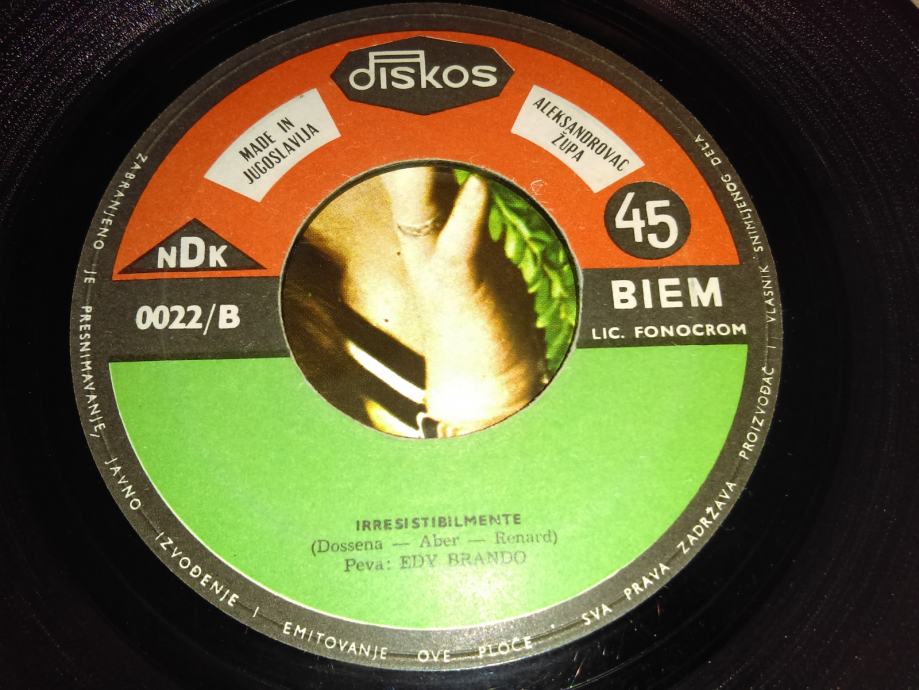 diskos
MADE IN
JUGOSLAVIJA
ALEKSANDROVAC
ŽUPA
NDK
45
0022/B
BIEM
LIC. FONOCROM
IRRESISTIBILMENTE
(Dossena — Aber — Renard)
Peva: EDY BRANDO
ZABRANJENO JE PRESNIMAVANJE, JAVNO IZVOĐENJE I EMITOVANJE OVE PLOČE · SVA PRAVA ZADRŽAVA PROIZVOĐAČ I VLASNIK SNIMLJENOG DELA